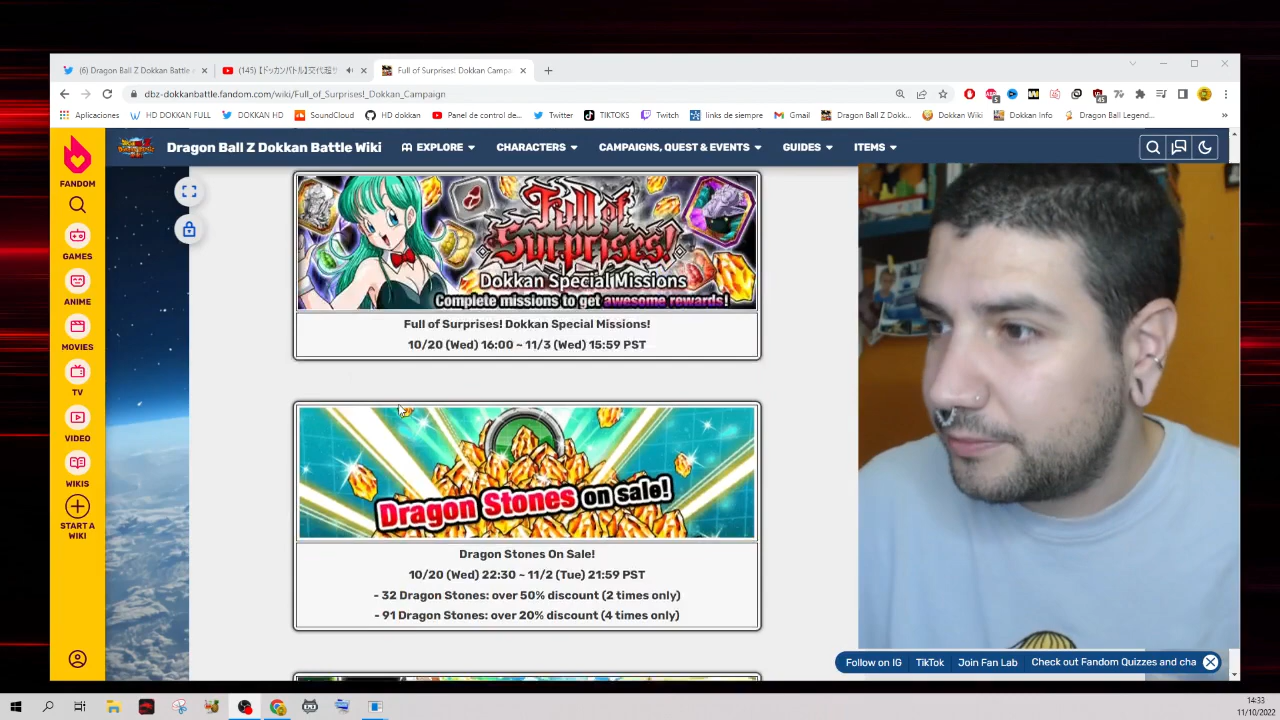 (6) Dragon Ball Z Dokkan Battle
(145) 【ドッカンバトル】交代超サ
Full of Surprises! Dokkan Campa
dbz-dokkanbattle.fandom.com/wiki/Full_of_Surprises!_Dokkan_Campaign
Aplicaciones
HD DOKKAN FULL
DOKKAN HD
SoundCloud
HD dokkan
Panel de control de...
Twitter
TIKTOKS
Twitch
links de siempre
Gmail
Dragon Ball Z Dokk...
Dokkan Wiki
Dokkan Info
Dragon Ball Legend...
»
FANDOM
GAMES
ANIME
MOVIES
TV
VIDEO
WIKIS
START A
WIKI
Dragon Ball Z Dokkan Battle Wiki
EXPLORE
CHARACTERS
CAMPAIGNS, QUEST & EVENTS
GUIDES
ITEMS
Full of
Surprises!
Dokkan Special Missions
Complete missions to get awesome rewards!
Full of Surprises! Dokkan Special Missions!
10/20 (Wed) 16:00 ~ 11/3 (Wed) 15:59 PST
Dragon Stones on sale!
Dragon Stones On Sale!
10/20 (Wed) 22:30 ~ 11/2 (Tue) 21:59 PST
- 32 Dragon Stones: over 50% discount (2 times only)
- 91 Dragon Stones: over 20% discount (4 times only)
Follow on IG
TikTok
Join Fan Lab
Check out Fandom Quizzes and cha
14:33
11/10/2022